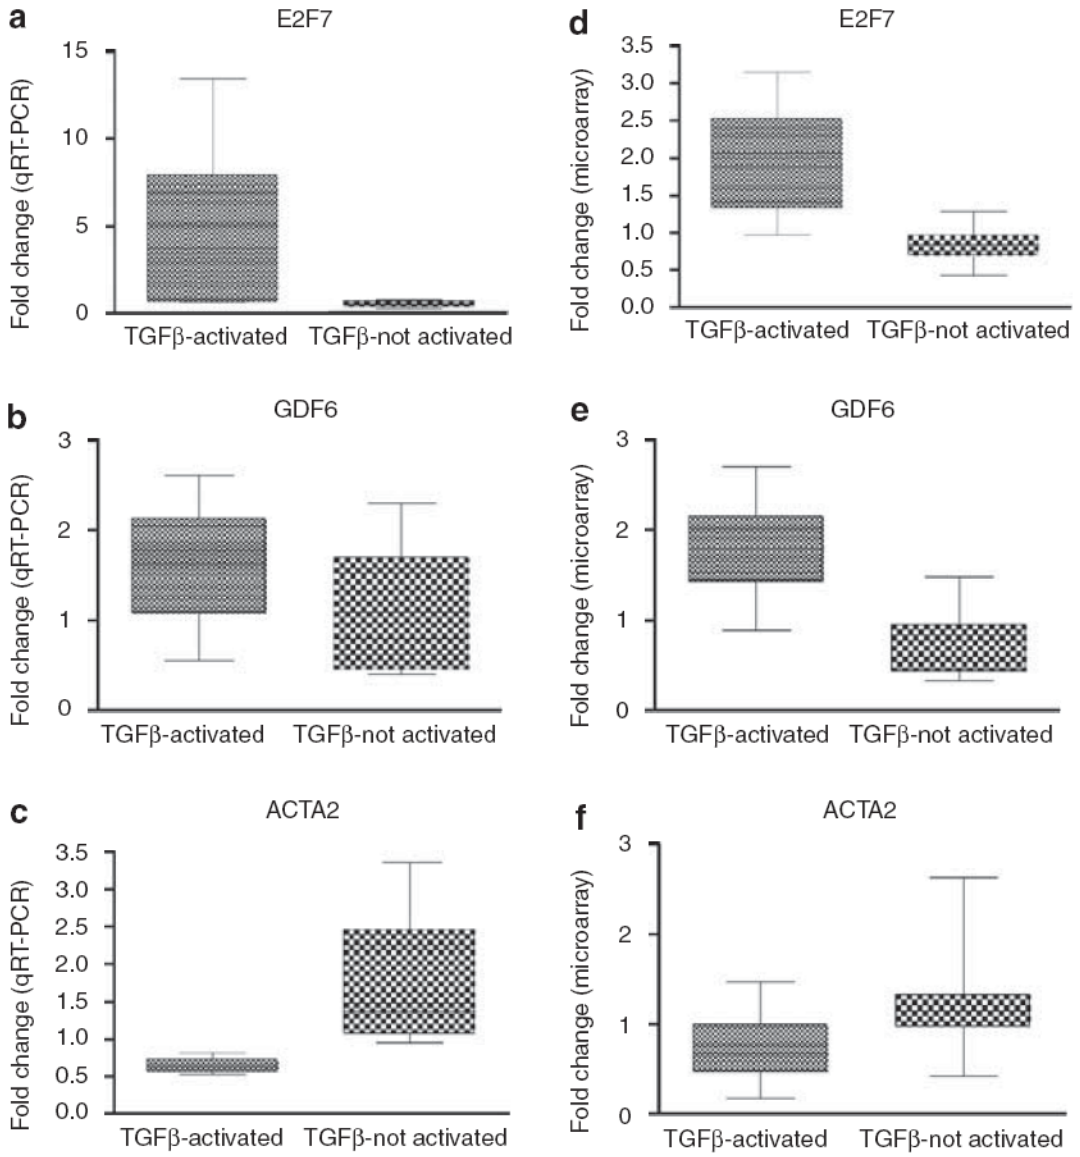 a
E2F7
Fold change (qRT-PCR)
15
10
5
0
TGFβ-activated
TGFβ-not activated
d
E2F7
Fold change (microarray)
3.5
3.0
2.5
2.0
1.5
1.0
0.5
0.0
TGFβ-activated
TGFβ-not activated
b
GDF6
Fold change (qRT-PCR)
3
2
1
0
TGFβ-activated
TGFβ-not activated
e
GDF6
Fold change (microarray)
3
2
1
0
TGFβ-activated
TGFβ-not activated
c
ACTA2
Fold change (qRT-PCR)
3.5
3.0
2.5
2.0
1.5
1.0
0.5
0.0
TGFβ-activated
TGFβ-not activated
f
ACTA2
Fold change (microarray)
3
2
1
0
TGFβ-activated
TGFβ-not activated